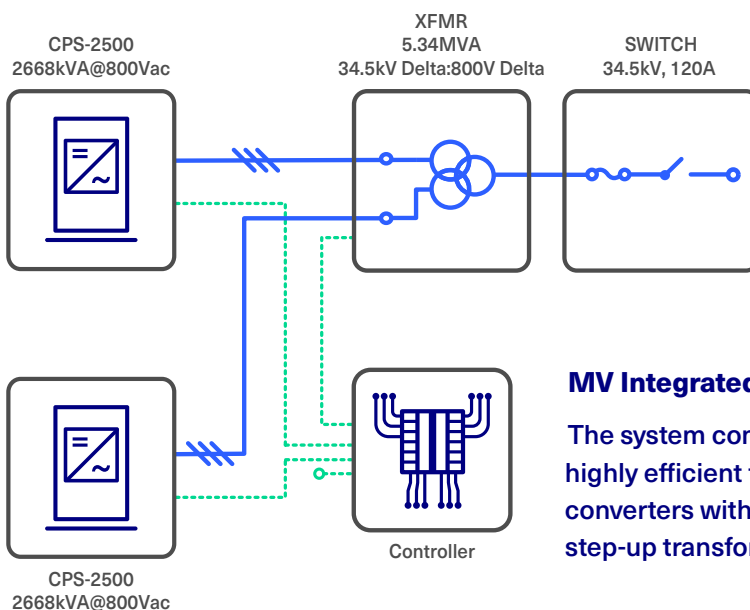 CPS-2500
2668kVA@800Vac
XFMR
5.34MVA
34.5kV Delta:800V Delta
SWITCH
34.5kV, 120A
MV Integrated
The system con
highly efficient
converters with
step-up transfor
Controller
CPS-2500
2668kVA@800Vac